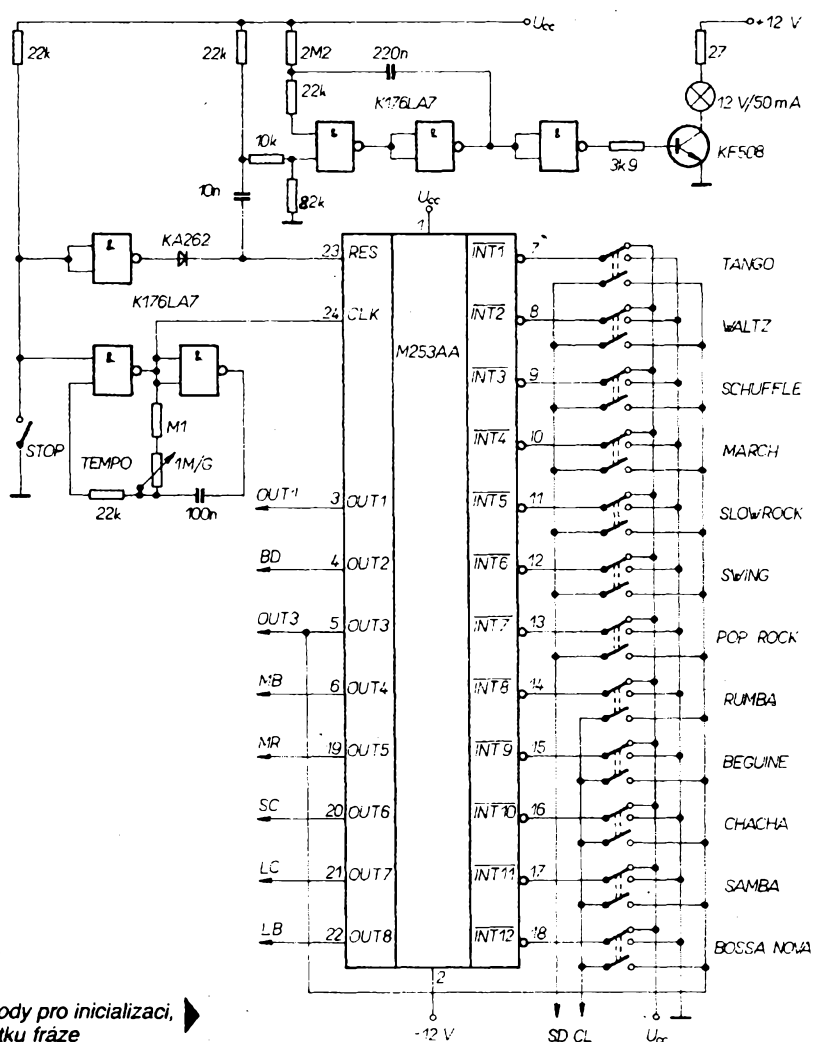 Ucc
+12 V
22k
22k
2M2
220n
27
22k
K176LA7
12 V/50mA
&
&
&
10k
KF508
3k9
10n
82k
Ucc
&
KA262
1
23 RES
INT1 7
TANGO
K176LA7
24 CLK
INT2 8
WALTZ
M253AA
&
&
INT3 9
SCHUFFLE
M1
INT4 10
MARCH
STOP
TEMPO
1M/G
22k
100n
OUT1 3 OUT1
INT5 11
SLOWROCK
BD 4 OUT2
INT6 12
SWING
OUT3 5 OUT3
INT7 13
POP ROCK
MB 6 OUT4
INT8 14
RUMBA
MR 19 OUT5
INT9 15
BEGUINE
SC 20 OUT6
INT10 16
CHACHA
LC 21 OUT7
INT11 17
SAMBA
LB 22 OUT8
INT12 18
BOSSA NOVA
2
ody pro inicializaci,
tku fráze
-12 V
SD CL Ucc